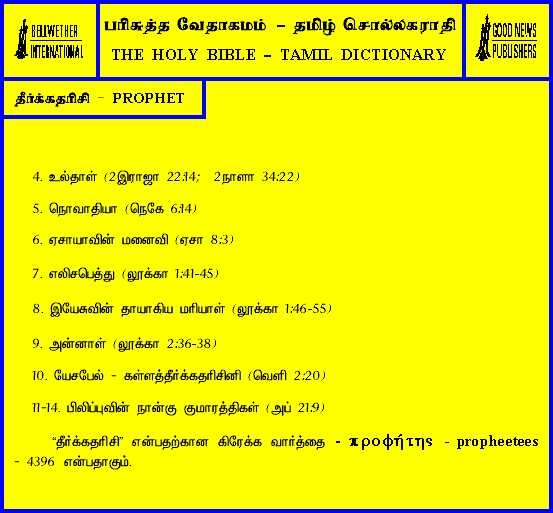 BELLWETHER
INTERNATIONAL
பரிசுத்த வேதாகமம் – தமிழ் சொல்லகராதி
THE HOLY BIBLE – TAMIL DICTIONARY
GOOD NEWS
PUBLISHERS
தீர்க்கதரிசி – PROPHET
4. உல்தாள் (2இராஜா 22:14; 2நாளா 34:22)
5. நொவாதியா (நெகே 6:14)
6. ஏசாயாவின் மனைவி (ஏசா 8:3)
7. எலிசபெத்து (லூக்கா 1:41-45)
8. இயேசுவின் தாயாகிய மரியாள் (லூக்கா 1:46-55)
9. அன்னாள் (லூக்கா 2:36-38)
10. யேசபேல் - கள்ளத்தீர்க்கதரிசினி (வெளி 2:20)
11-14. பிலிப்புவின் நான்கு குமாரத்திகள் (அப் 21:9)
“தீர்க்கதரிசி” என்பதற்கான கிரேக்க வார்த்தை - προφήτης - propheetees
- 4396 என்பதாகும்.